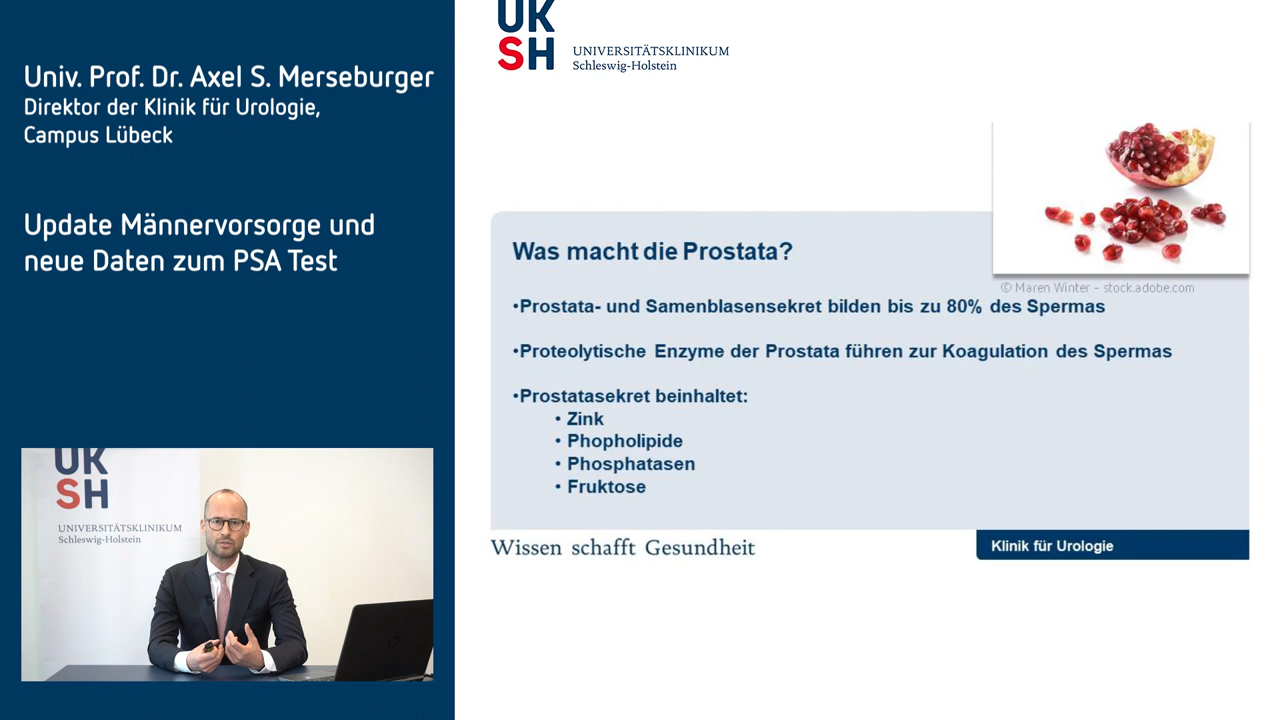 Univ. Prof. Dr. Axel S. Merseburger
Direktor der Klinik für Urologie,
Campus Lübeck
Update Männervorsorge und
neue Daten zum PSA Test
UK
SH
UNIVERSITÄTSKLINIKUM
Schleswig-Holstein
UK
SH
UNIVERSITÄTSKLINIKUM
Schleswig-Holstein
© Maren Winter - stock.adobe.com
Was macht die Prostata?
•Prostata- und Samenblasensekret bilden bis zu 80% des Spermas
•Proteolytische Enzyme der Prostata führen zur Koagulation des Spermas
•Prostatasekret beinhaltet:
• Zink
• Phopholipide
• Phosphatasen
• Fruktose
Wissen schafft Gesundheit
Klinik für Urologie